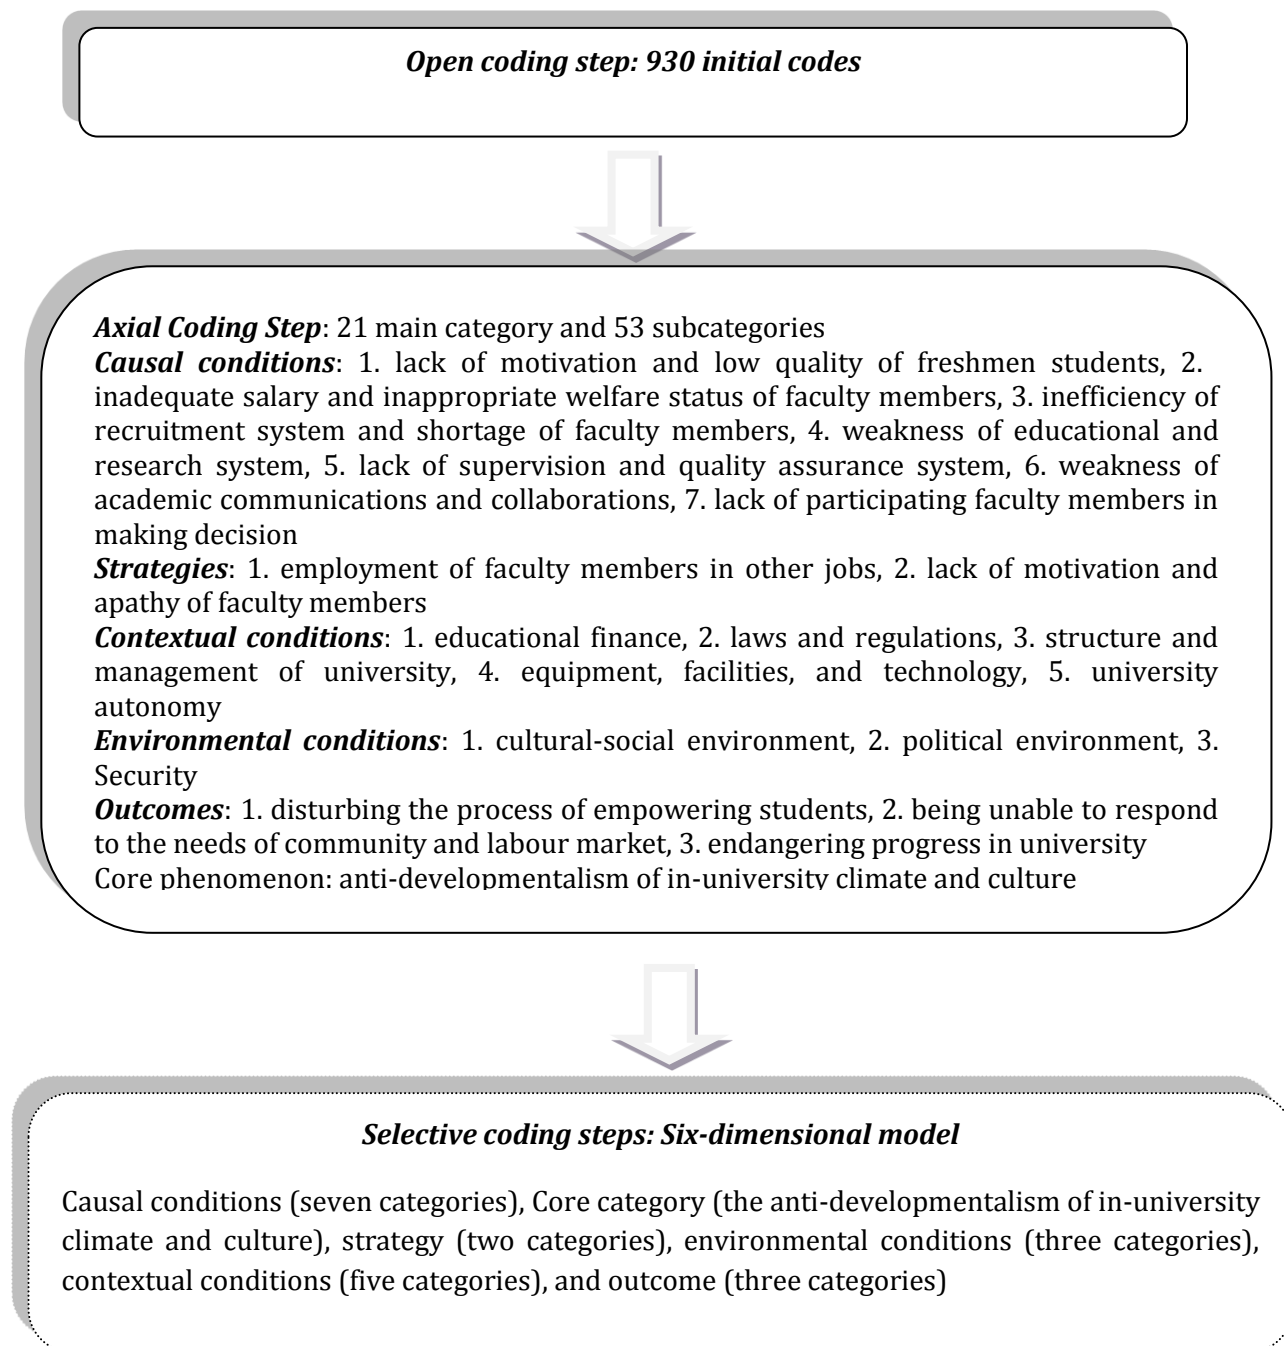 Open coding step: 930 initial codes
Axial Coding Step: 21 main category and 53 subcategories
Causal conditions: 1. lack of motivation and low quality of freshmen students, 2.
inadequate salary and inappropriate welfare status of faculty members, 3. inefficiency of
recruitment system and shortage of faculty members, 4. weakness of educational and
research system, 5. lack of supervision and quality assurance system, 6. weakness of
academic communications and collaborations, 7. lack of participating faculty members in
making decision
Strategies: 1. employment of faculty members in other jobs, 2. lack of motivation and
apathy of faculty members
Contextual conditions: 1. educational finance, 2. laws and regulations, 3. structure and
management of university, 4. equipment, facilities, and technology, 5. university
autonomy
Environmental conditions: 1. cultural-social environment, 2. political environment, 3.
Security
Outcomes: 1. disturbing the process of empowering students, 2. being unable to respond
to the needs of community and labour market, 3. endangering progress in university
Core phenomenon: anti-developmentalism of in-university climate and culture
Selective coding steps: Six-dimensional model
Causal conditions (seven categories), Core category (the anti-developmentalism of in-university
climate and culture), strategy (two categories), environmental conditions (three categories),
contextual conditions (five categories), and outcome (three categories)